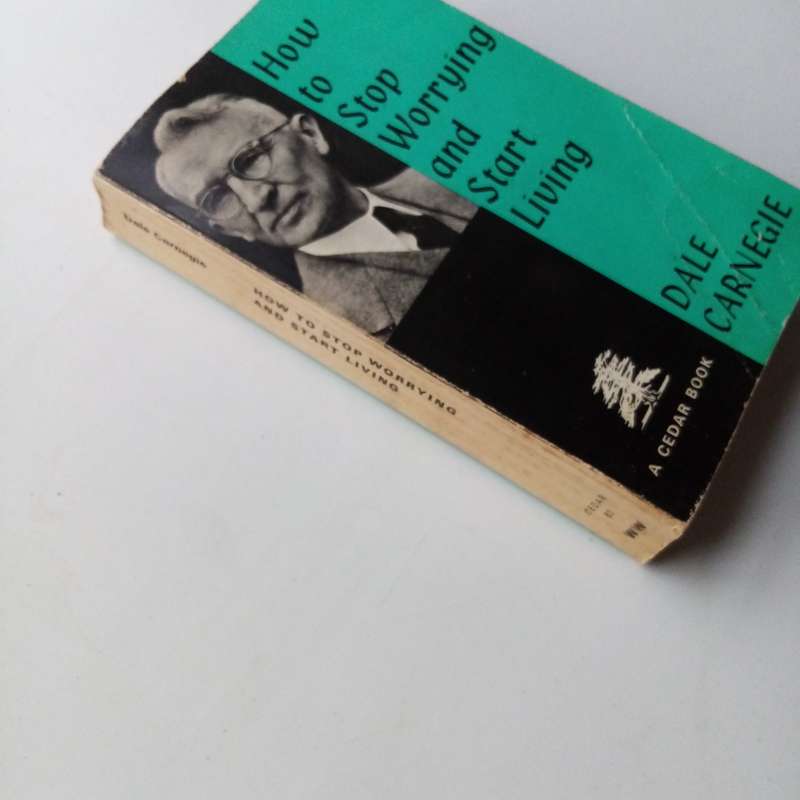 How
to
Stop
Worrying
and
Start
Living
DALE
CARNEGIE
A CEDAR BOOK
Dale Carnegie
HOW TO STOP WORRYING
AND START LIVING
CEDAR
WW